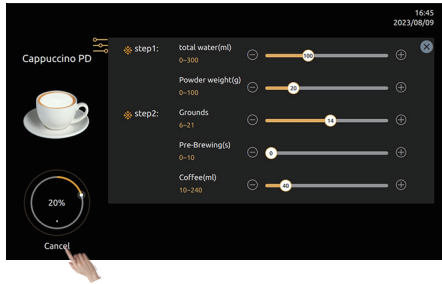 16:45
2023/08/09
Cappuccino PD
step1:
total water(ml)
0~300
100
Powder weight(g)
0~100
20
step2:
Grounds
6~21
14
Pre-Brewing(s)
0~10
0
Coffee(ml)
10~240
40
20%
Cancel